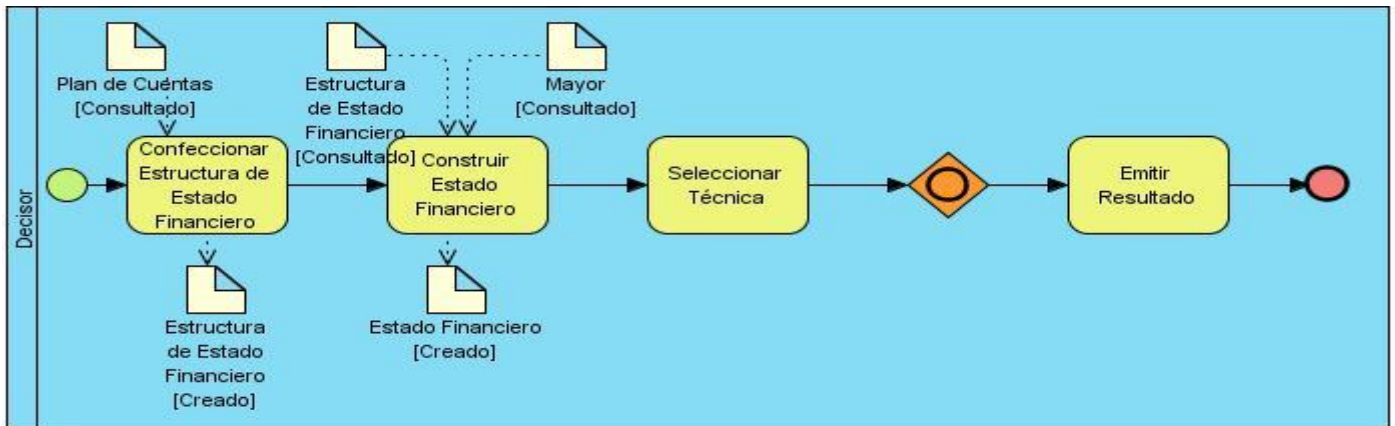 Decisor
Plan de Cuentas
[Consultado]
Estructura
de Estado
Financiero
[Consultado]
Mayor
[Consultado]
Confeccionar
Estructura de
Estado
Financiero
Construir
Estado
Financiero
Seleccionar
Técnica
Emitir
Resultado
Estructura
de Estado
Financiero
[Creado]
Estado Financiero
[Creado]